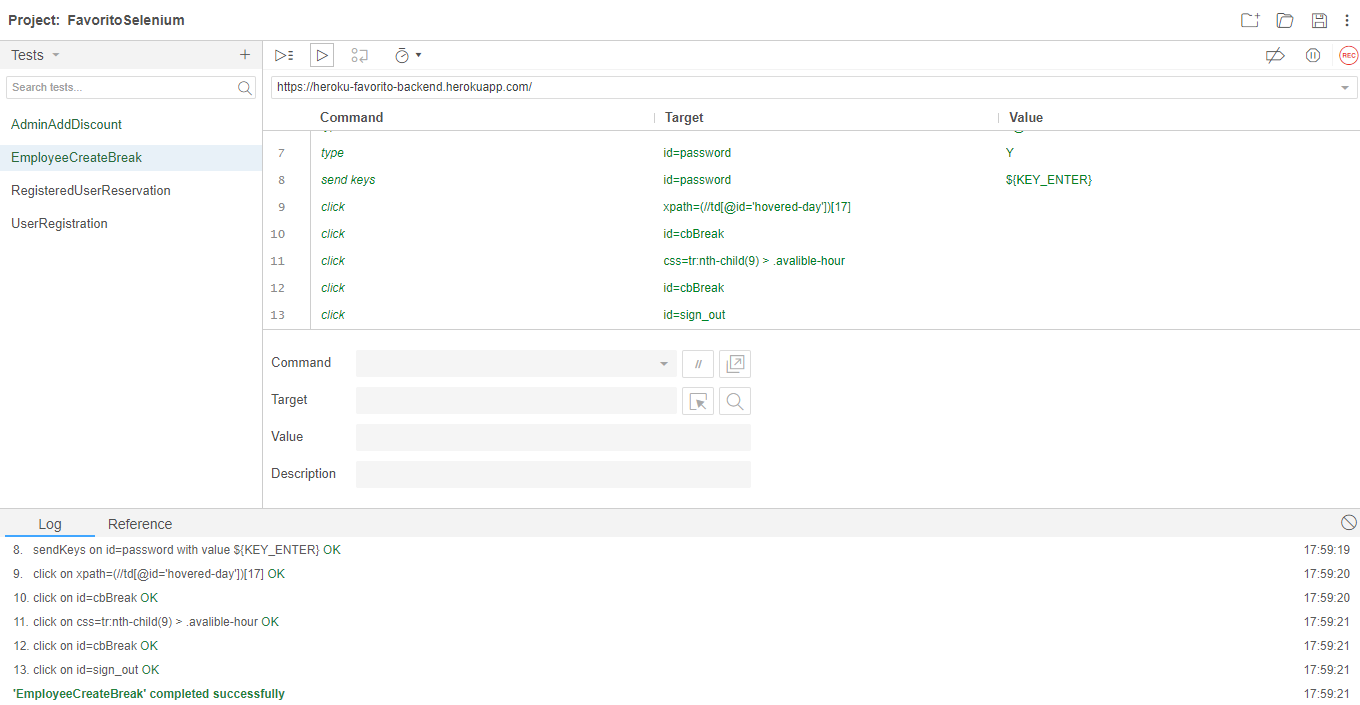 Project: FavoritoSelenium
Tests
Search tests...
AdminAddDiscount
EmployeeCreateBreak
RegisteredUserReservation
UserRegistration
REC
https://heroku-favorito-backend.herokuapp.com/
Command Target Value
7 type id=password Y
8 send keys id=password ${KEY_ENTER}
9 click xpath=(//td[@id='hovered-day'])[17]
10 click id=cbBreak
11 click css=tr:nth-child(9) > .avalible-hour
12 click id=cbBreak
13 click id=sign_out
Command //
Target
Value
Description
Log Reference
8. sendKeys on id=password with value ${KEY_ENTER} OK 17:59:19
9. click on xpath=(//td[@id='hovered-day'])[17] OK 17:59:20
10. click on id=cbBreak OK 17:59:20
11. click on css=tr:nth-child(9) > .avalible-hour OK 17:59:21
12. click on id=cbBreak OK 17:59:21
13. click on id=sign_out OK 17:59:21
'EmployeeCreateBreak' completed successfully 17:59:21